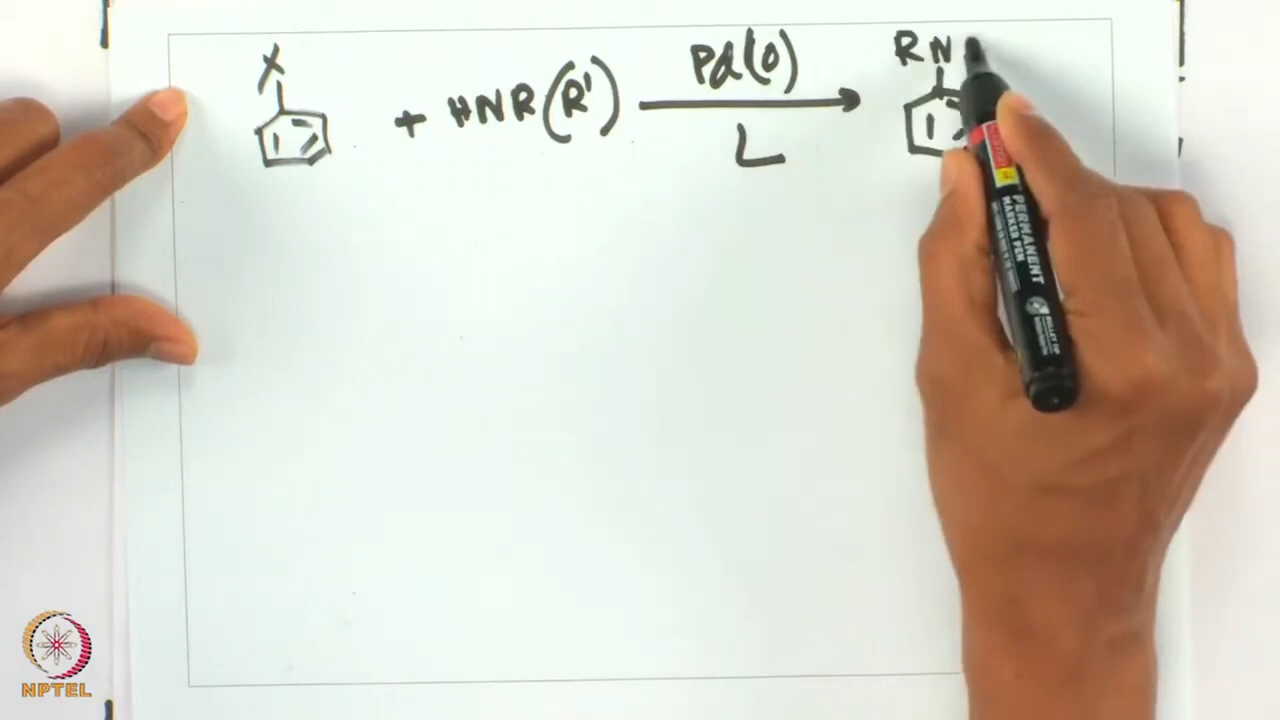 X + HNR(R') Pd(0) L RN
PERMANENT
MARKER PEN
NPTEL